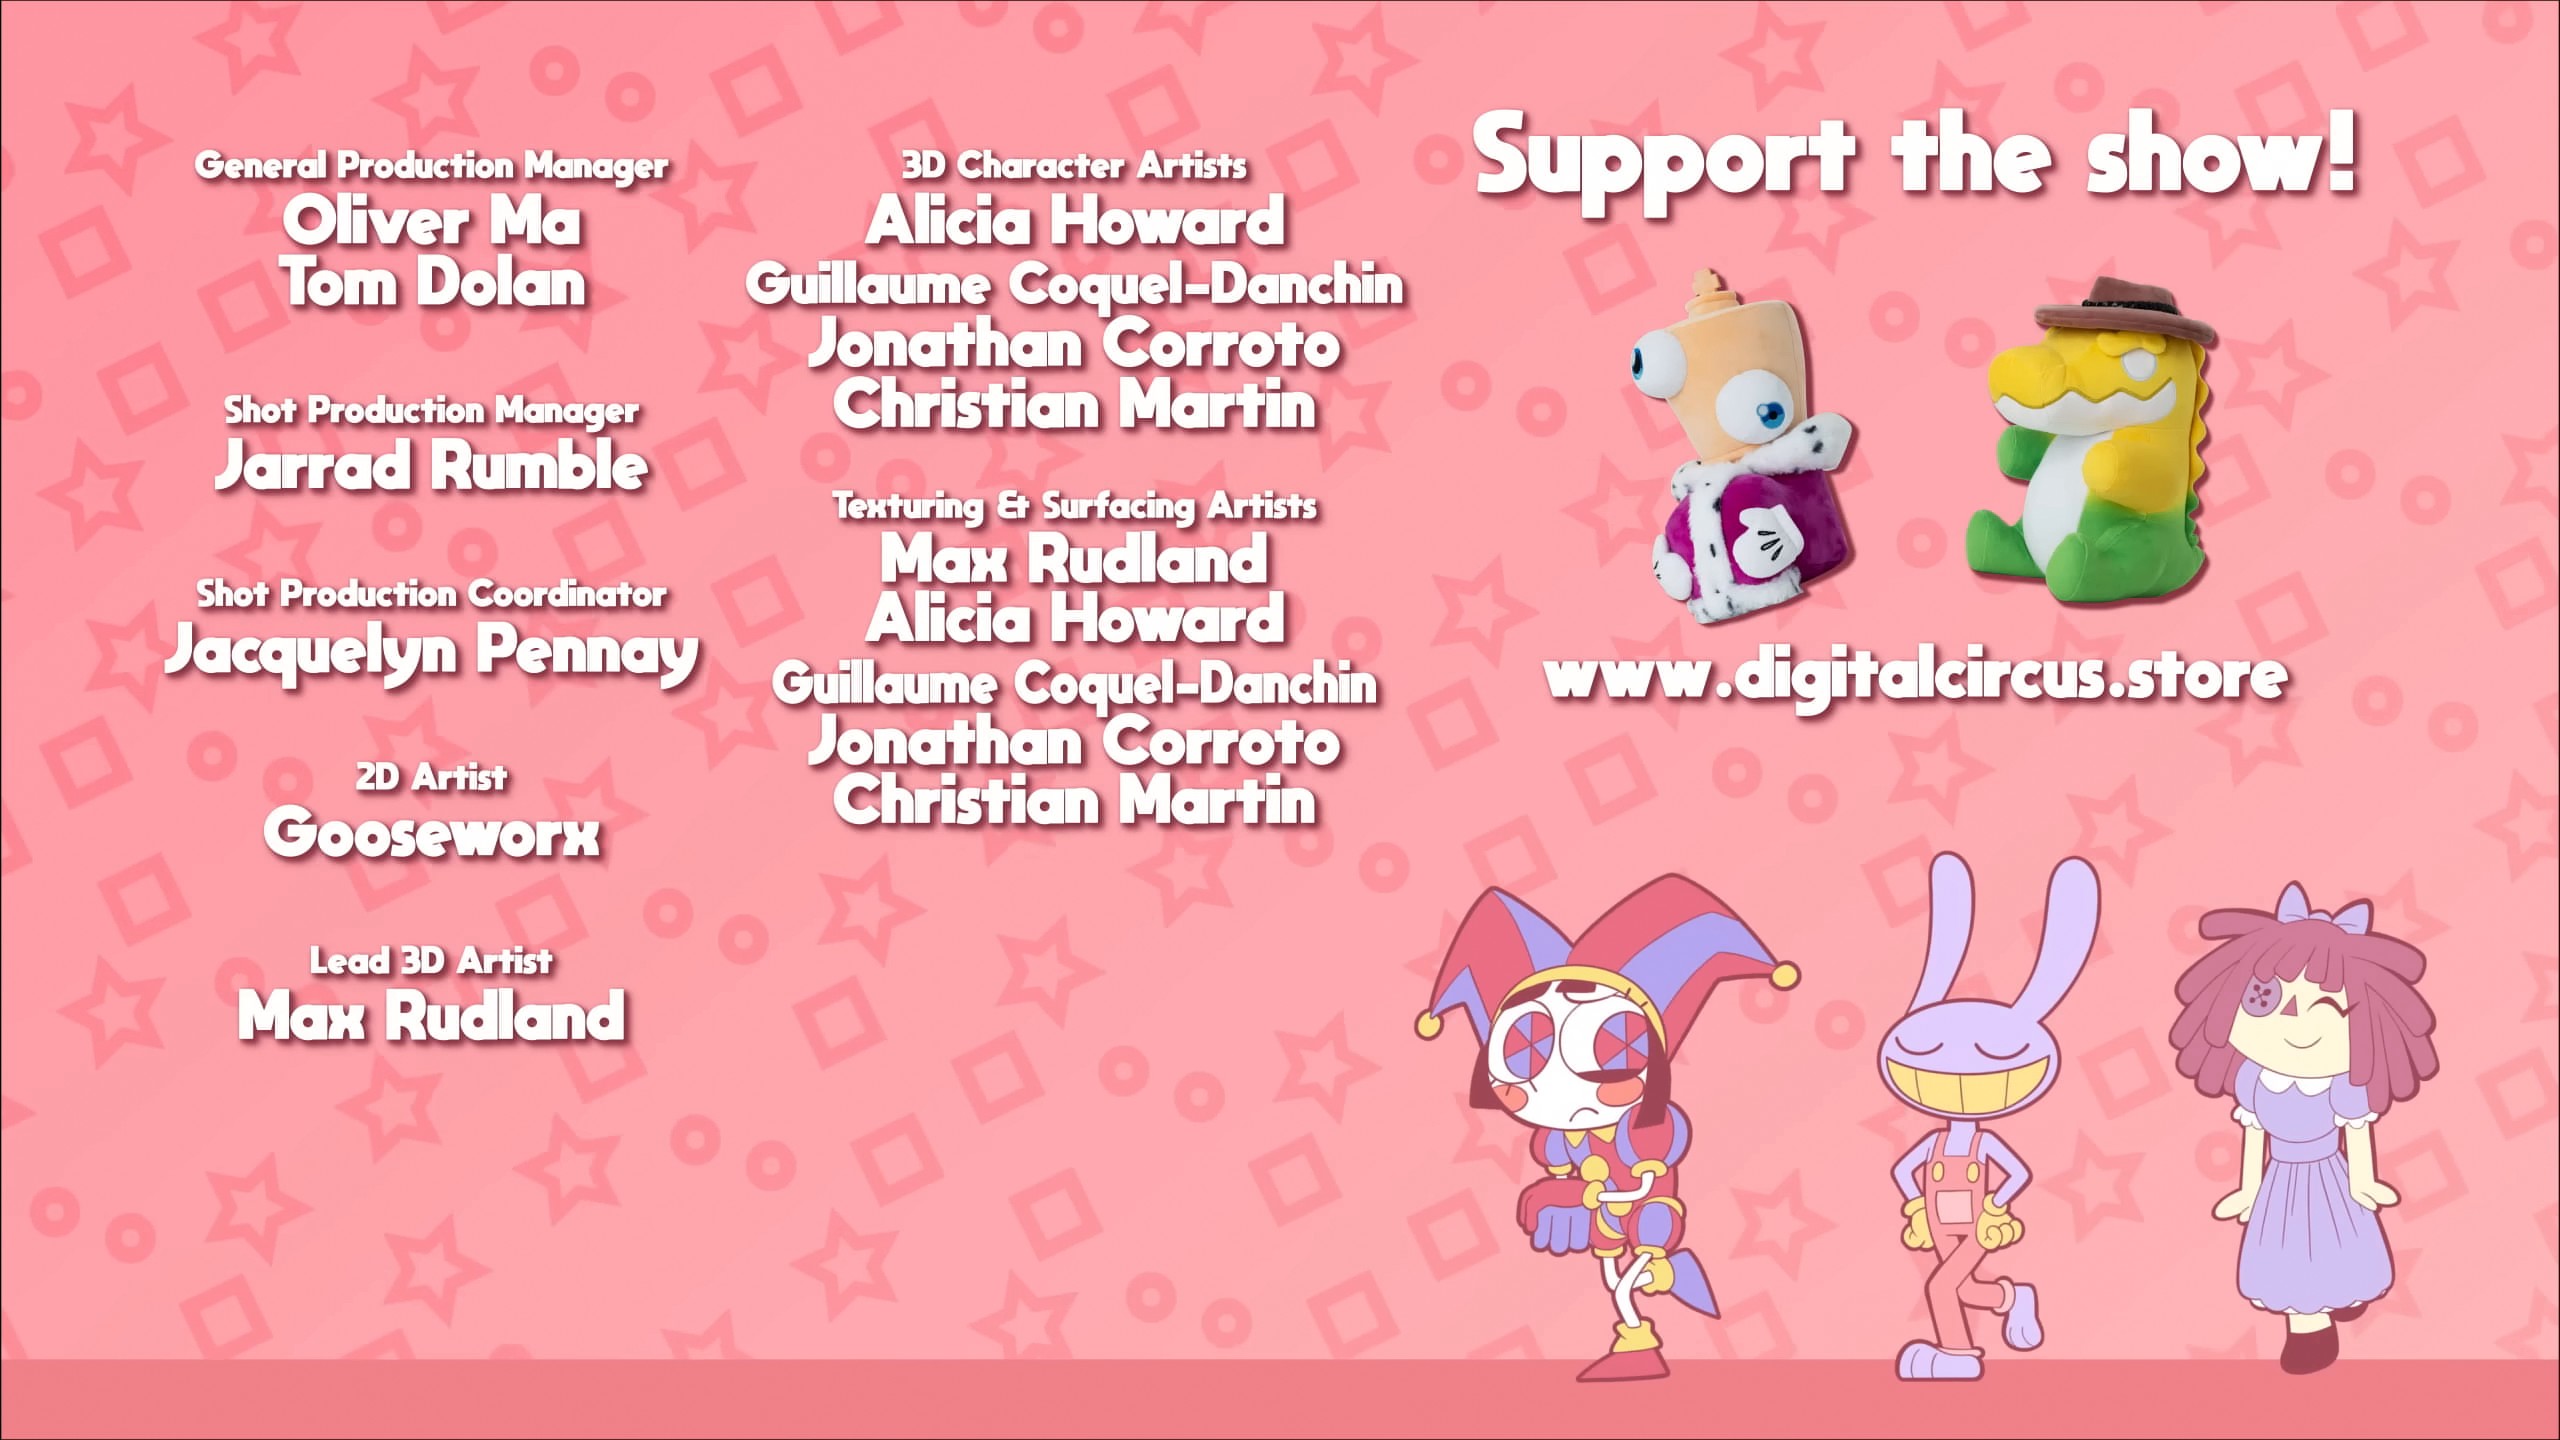 General Production Manager
Oliver Ma
Tom Dolan
Shot Production Manager
Jarrad Rumble
Shot Production Coordinator
Jacquelyn Pennay
2D Artist
Gooseworx
Lead 3D Artist
Max Rudland
3D Character Artists
Alicia Howard
Guillaume Coquel-Danchin
Jonathan Corroto
Christian Martin
Texturing & Surfacing Artists
Max Rudland
Alicia Howard
Guillaume Coquel-Danchin
Jonathan Corroto
Christian Martin
Support the show!
www.digitalcircus.store